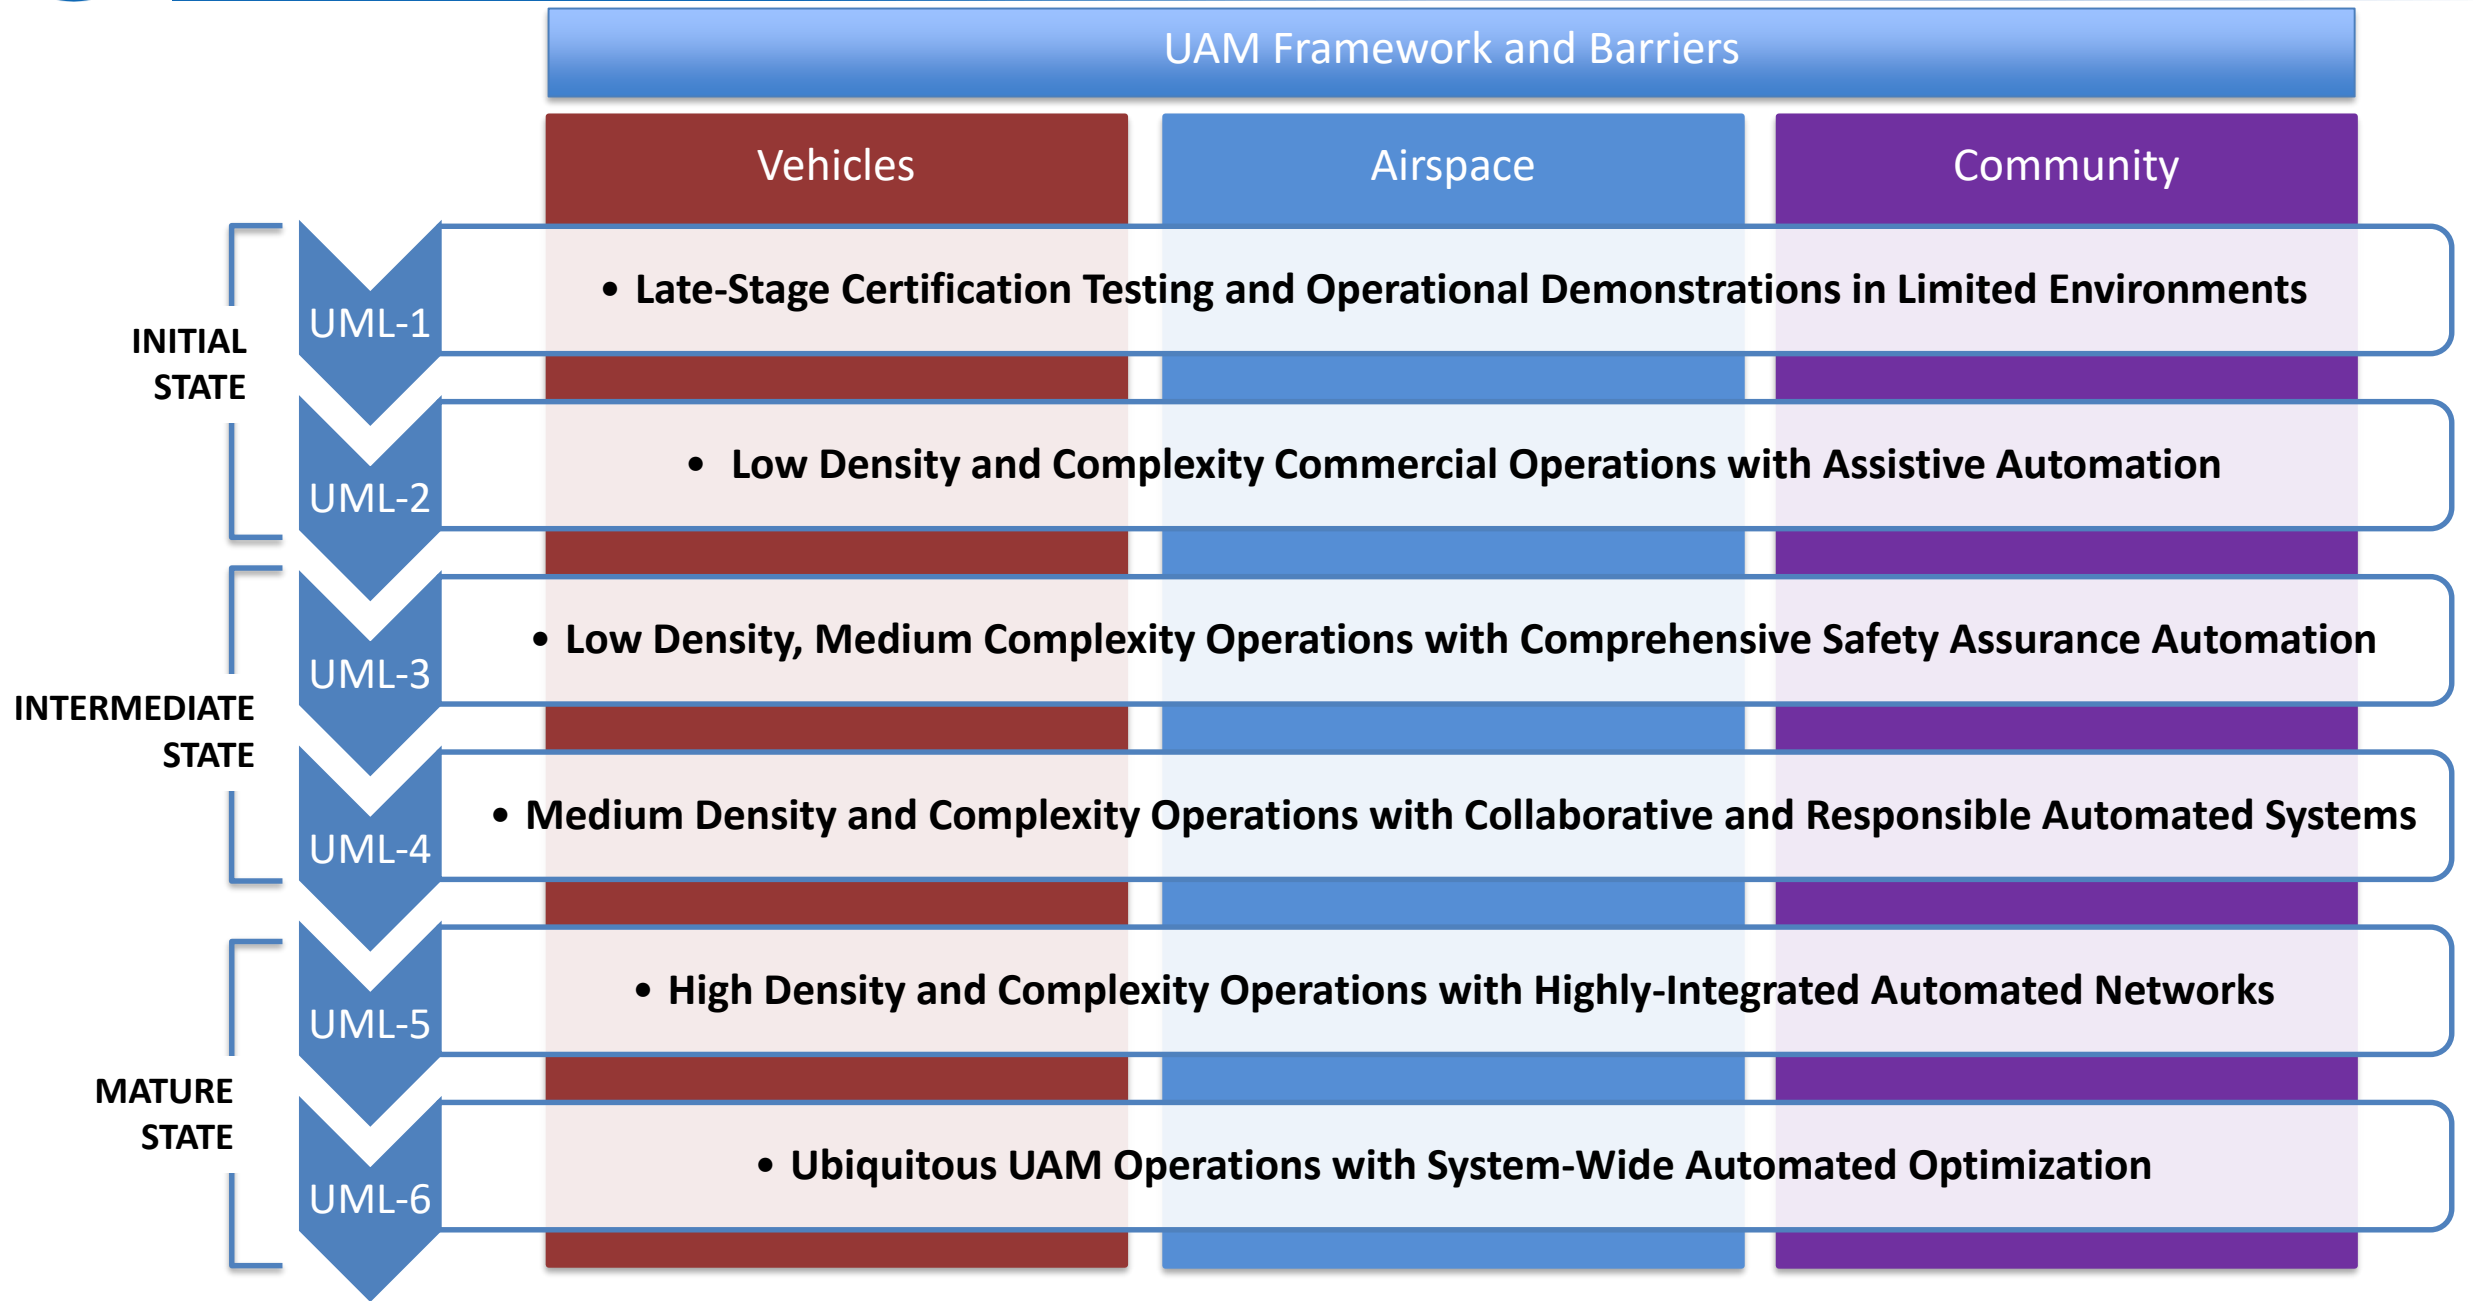 UAM Framework and Barriers
Vehicles
Airspace
Community
INITIAL
STATE
UML-1
• Late-Stage Certification Testing and Operational Demonstrations in Limited Environments
UML-2
• Low Density and Complexity Commercial Operations with Assistive Automation
INTERMEDIATE
STATE
UML-3
• Low Density, Medium Complexity Operations with Comprehensive Safety Assurance Automation
UML-4
• Medium Density and Complexity Operations with Collaborative and Responsible Automated Systems
MATURE
STATE
UML-5
• High Density and Complexity Operations with Highly-Integrated Automated Networks
UML-6
• Ubiquitous UAM Operations with System-Wide Automated Optimization